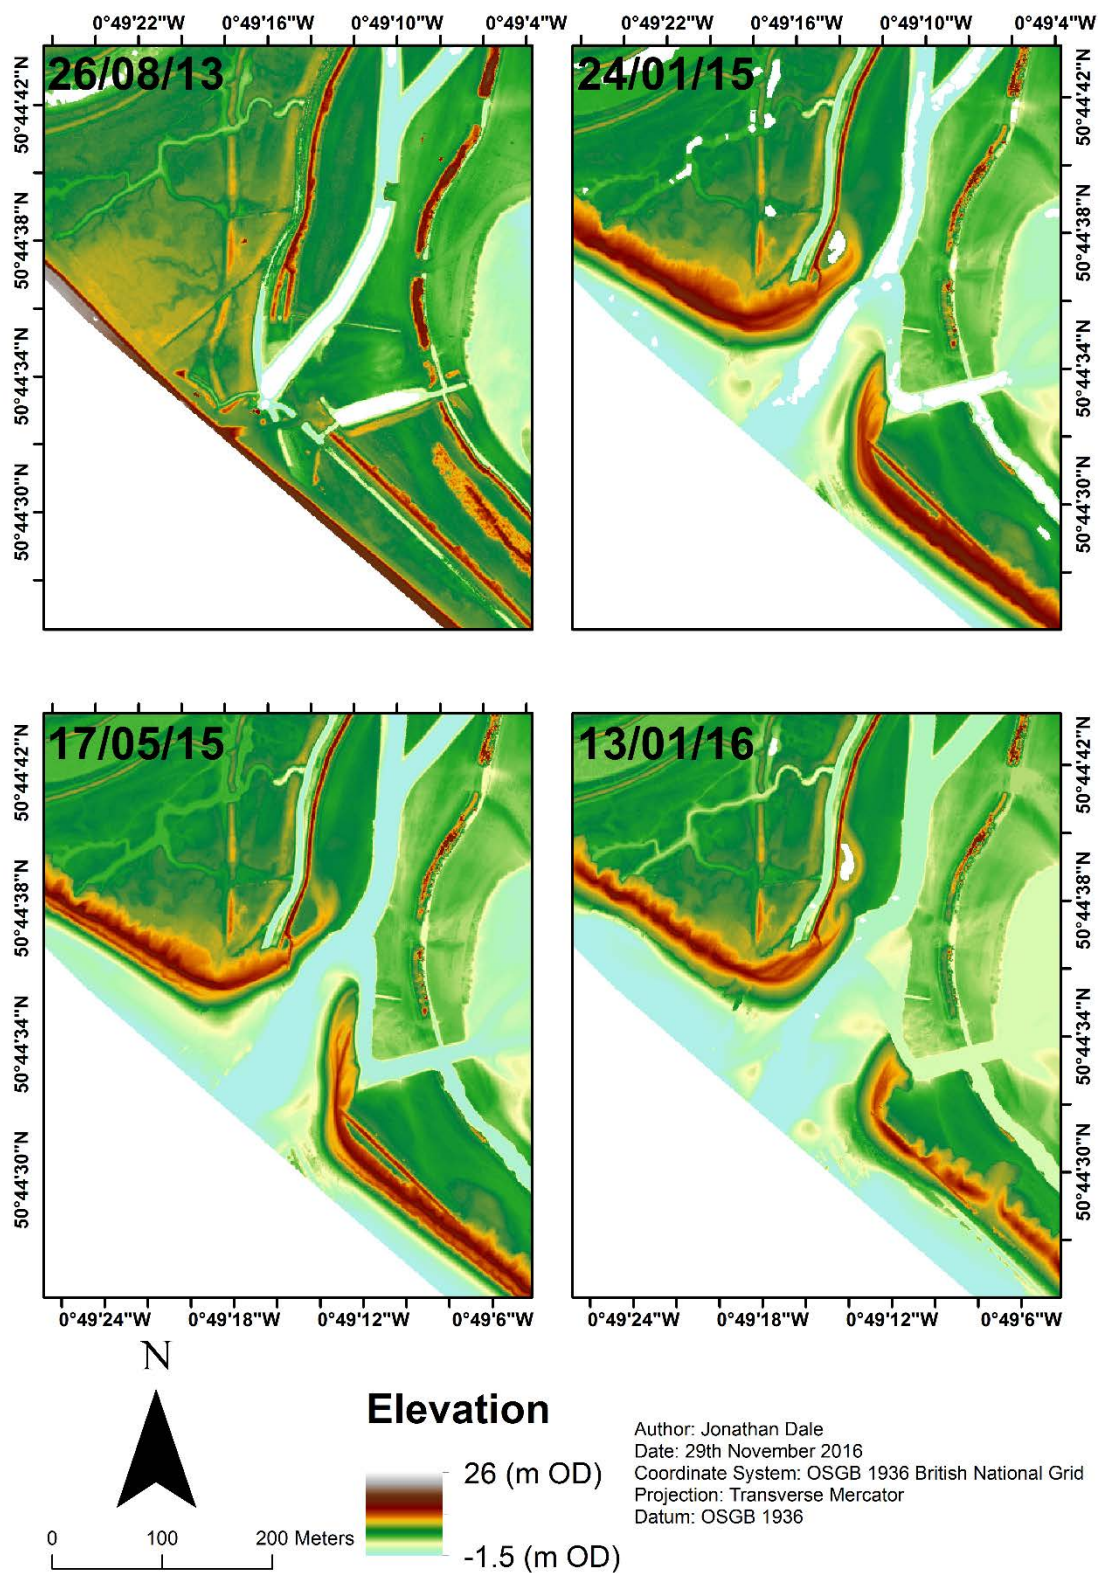 0°49'22"W 0°49'16"W 0°49'10"W 0°49'4"W 0°49'22"W 0°49'16"W 0°49'10"W 0°49'4"W
26/08/13
24/01/15
50°44'42"N
50°44'38"N
50°44'34"N
50°44'30"N
50°44'42"N
50°44'38"N
50°44'34"N
50°44'30"N
17/05/15
13/01/16
50°44'42"N
50°44'38"N
50°44'34"N
50°44'30"N
50°44'42"N
50°44'38"N
50°44'34"N
50°44'30"N
0°49'24"W 0°49'18"W 0°49'12"W 0°49'6"W 0°49'24"W 0°49'18"W 0°49'12"W 0°49'6"W
N
0 100 200 Meters
Elevation
26 (m OD)
-1.5 (m OD)
Author: Jonathan Dale
Date: 29th November 2016
Coordinate System: OSGB 1936 British National Grid
Projection: Transverse Mercator
Datum: OSGB 1936